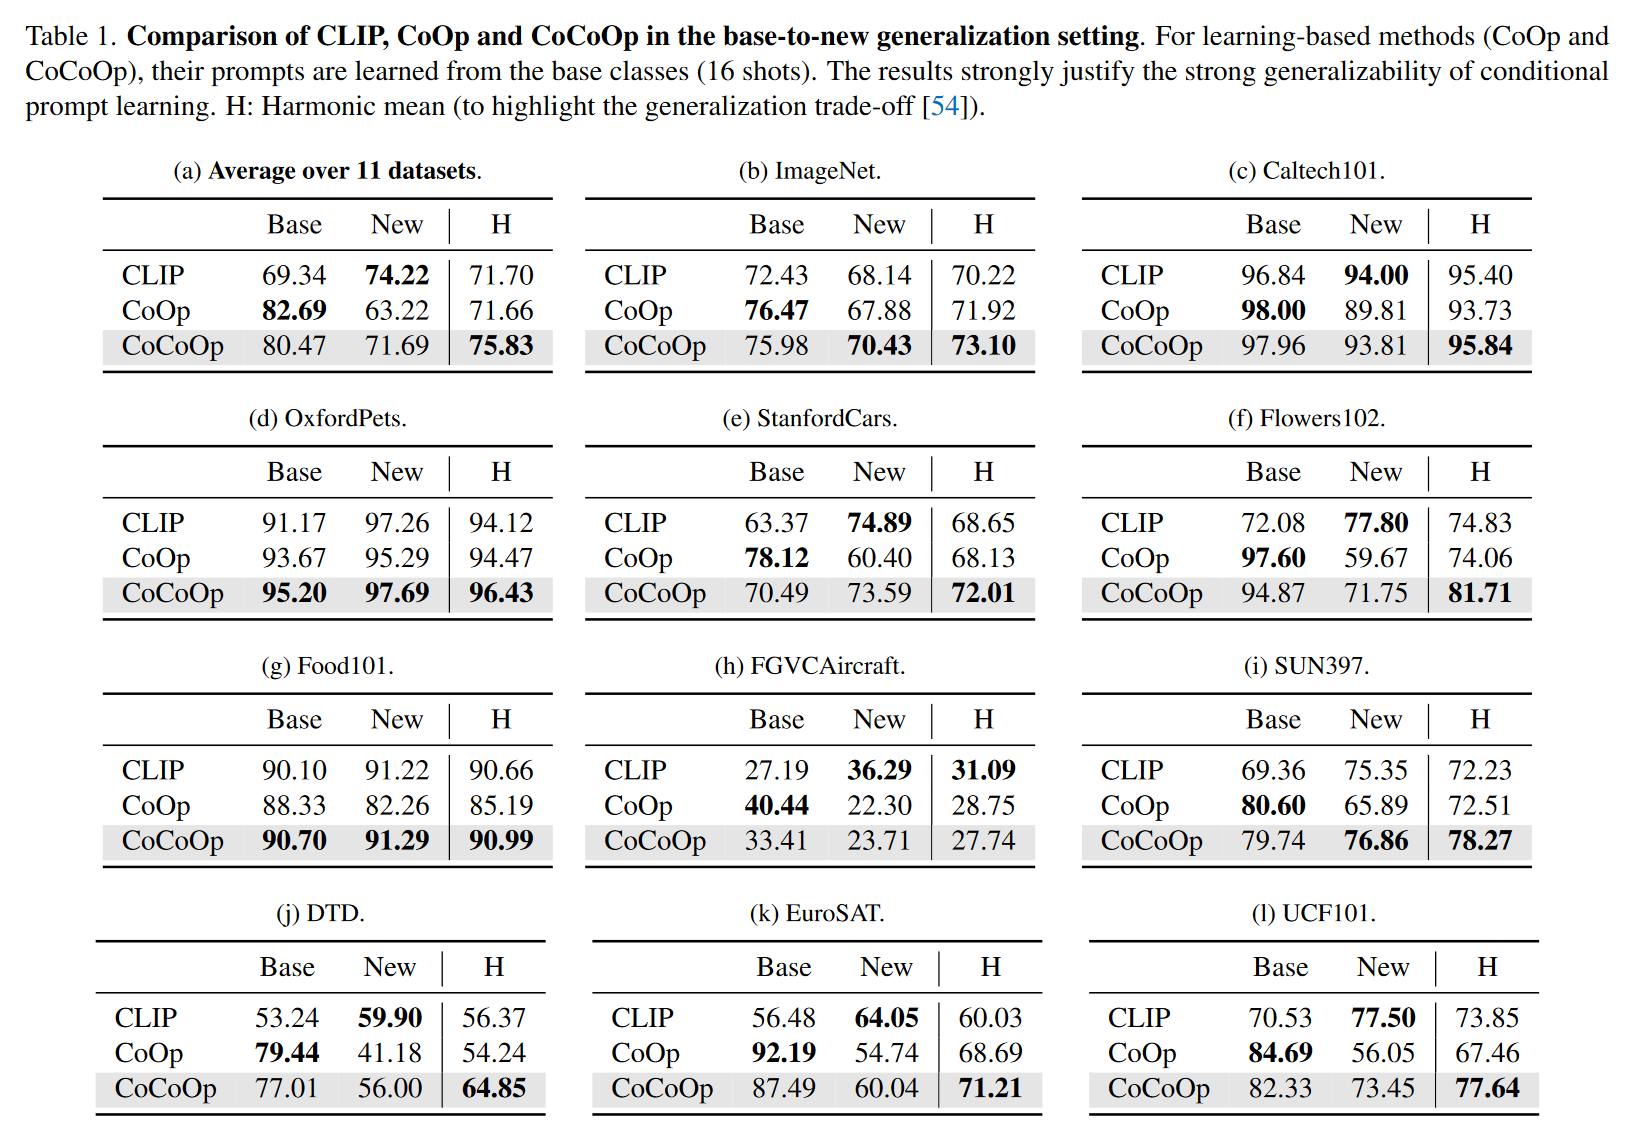 Table 1. Comparison of CLIP, CoOp and CoCoOp in the base-to-new generalization setting. For learning-based methods (CoOp and
CoCoOp), their prompts are learned from the base classes (16 shots). The results strongly justify the strong generalizability of conditional
prompt learning. H: Harmonic mean (to highlight the generalization trade-off [54]).
(a) Average over 11 datasets.
Base New H
CLIP 69.34 74.22 71.70
CoOp 82.69 63.22 71.66
CoCoOp 80.47 71.69 75.83
(b) ImageNet.
Base New H
CLIP 72.43 68.14 70.22
CoOp 76.47 67.88 71.92
CoCoOp 75.98 70.43 73.10
(c) Caltech101.
Base New H
CLIP 96.84 94.00 95.40
CoOp 98.00 89.81 93.73
CoCoOp 97.96 93.81 95.84
(d) OxfordPets.
Base New H
CLIP 91.17 97.26 94.12
CoOp 93.67 95.29 94.47
CoCoOp 95.20 97.69 96.43
(e) StanfordCars.
Base New H
CLIP 63.37 74.89 68.65
CoOp 78.12 60.40 68.13
CoCoOp 70.49 73.59 72.01
(f) Flowers102.
Base New H
CLIP 72.08 77.80 74.83
CoOp 97.60 59.67 74.06
CoCoOp 94.87 71.75 81.71
(g) Food101.
Base New H
CLIP 90.10 91.22 90.66
CoOp 88.33 82.26 85.19
CoCoOp 90.70 91.29 90.99
(h) FGVCAircraft.
Base New H
CLIP 27.19 36.29 31.09
CoOp 40.44 22.30 28.75
CoCoOp 33.41 23.71 27.74
(i) SUN397.
Base New H
CLIP 69.36 75.35 72.23
CoOp 80.60 65.89 72.51
CoCoOp 79.74 76.86 78.27
(j) DTD.
Base New H
CLIP 53.24 59.90 56.37
CoOp 79.44 41.18 54.24
CoCoOp 77.01 56.00 64.85
(k) EuroSAT.
Base New H
CLIP 56.48 64.05 60.03
CoOp 92.19 54.74 68.69
CoCoOp 87.49 60.04 71.21
(l) UCF101.
Base New H
CLIP 70.53 77.50 73.85
CoOp 84.69 56.05 67.46
CoCoOp 82.33 73.45 77.64